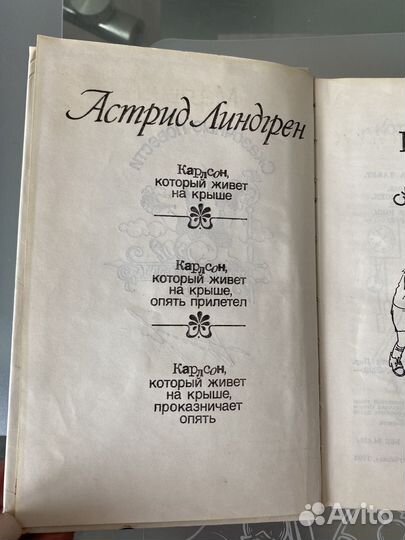 Астрид Линдгрен
Карлсон,
который живет
на крыше
Карлсон,
который живет
на крыше,
опять прилетел
Карлсон,
который живет
на крыше,
проказничает
опять
Avito